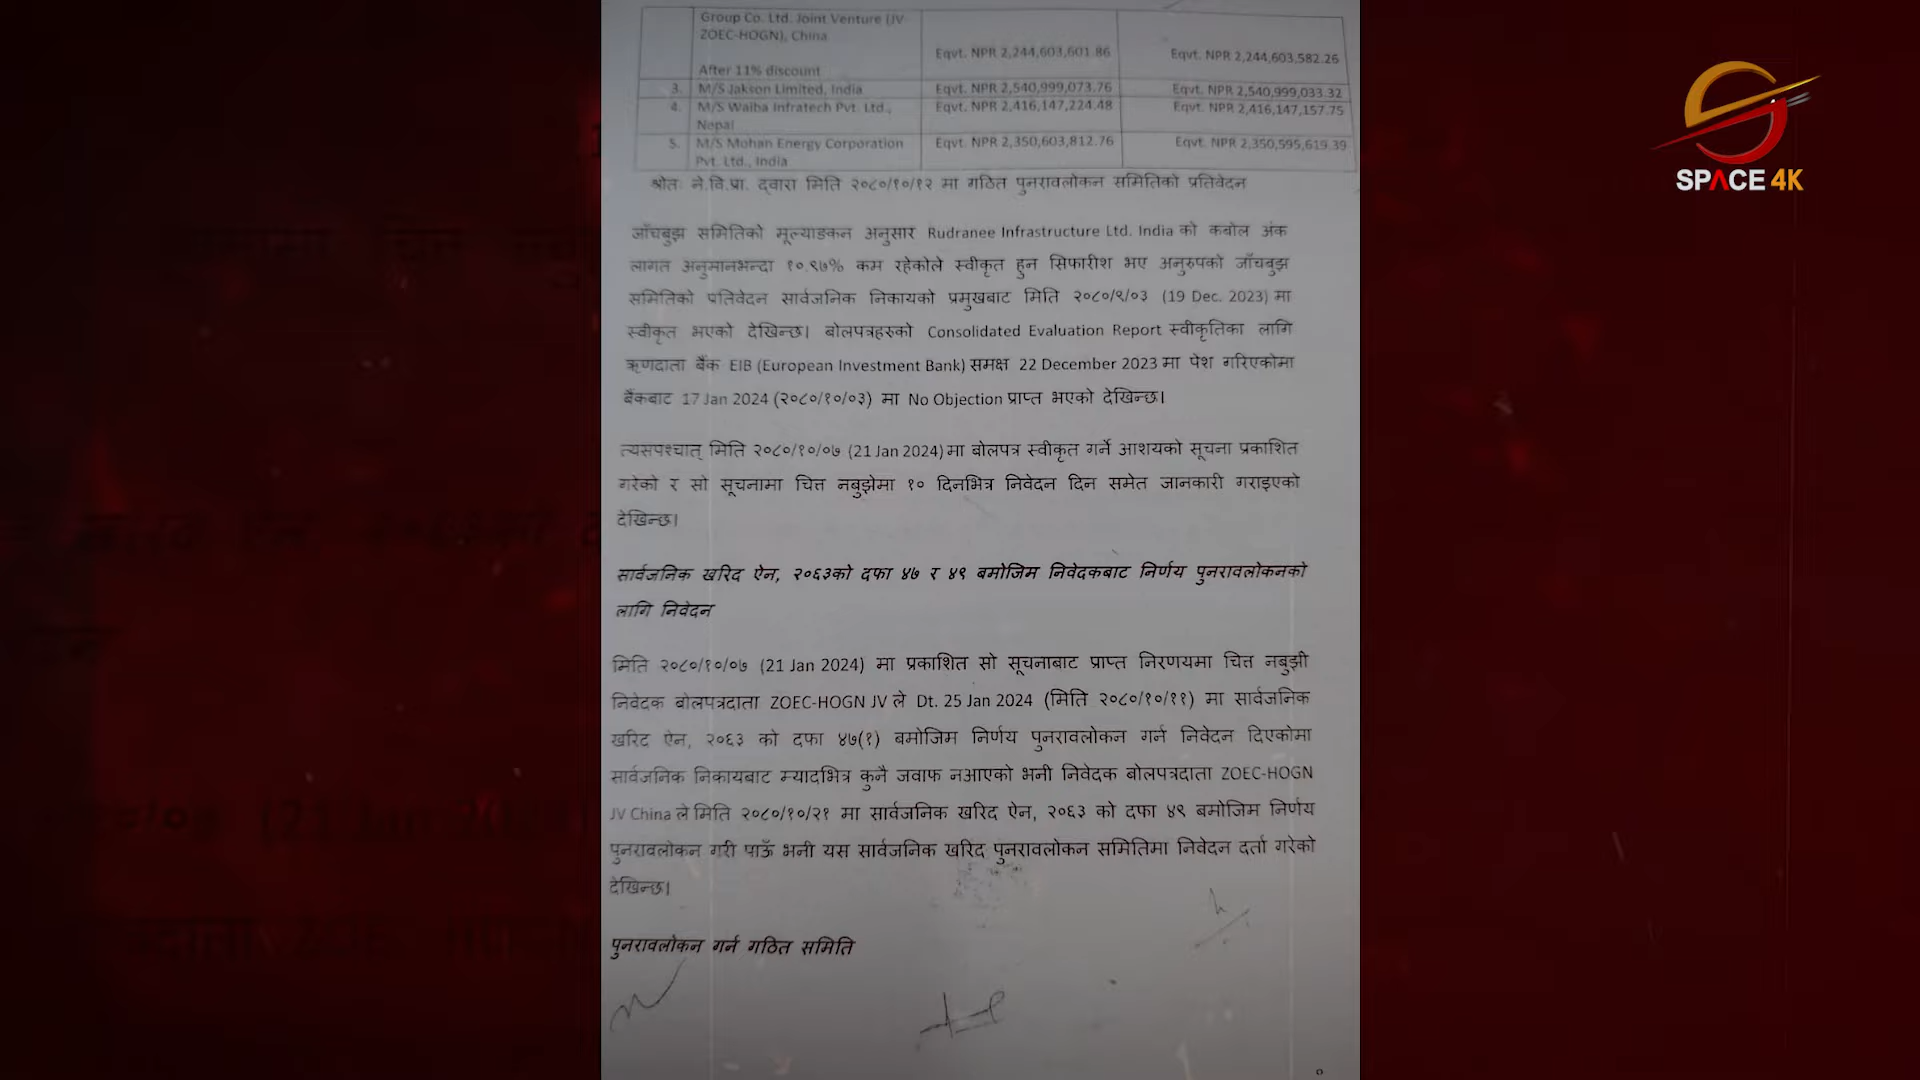 Group Co. Ltd. Joint Venture (JV ZOEC-HOGN), China
After 11% discount
Eqvt. NPR 2,244,603,601.86
Eqvt. NPR 2,244,603,582.26
3. M/S Jakson Limited, India Eqvt. NPR 2,540,999,073.76 Eqvt. NPR 2,540,999,033.32
4. M/S Waiba Infratech Pvt. Ltd., Nepal Eqvt. NPR 2,416,147,224.48 Eqvt. NPR 2,416,147,157.75
5. M/S Mohan Energy Corporation Pvt. Ltd., India Eqvt. NPR 2,350,603,812.76 Eqvt. NPR 2,350,595,619.39
श्रोतः ने.वि.प्रा. द्वारा मिति २०८०/१०/१२ मा गठित पुनरावलोकन समितिको प्रतिवेदन
जाँचबुझ समितिको मूल्याङकन अनुसार Rudranee Infrastructure Ltd. India को कबोल अंक
लागत अनुमानभन्दा १०.९७% कम रहेकोले स्वीकृत हुन सिफारीश भए अनुरुपको जाँचबुझ
समितिको प्रतिवेदन सार्वजनिक निकायको प्रमुखबाट मिति २०८०/९/०३ (19 Dec. 2023) मा
स्वीकृत भएको देखिन्छ। बोलपत्रहरुको Consolidated Evaluation Report स्वीकृतिका लागि
ऋणदाता बैंक EIB (European Investment Bank) समक्ष 22 December 2023 मा पेश गरिएकोमा
बैंकबाट 17 Jan 2024 (२०८०/१०/०३) मा No Objection प्राप्त भएको देखिन्छ।
त्यसपश्चात् मिति २०८०/१०/०७ (21 Jan 2024) मा बोलपत्र स्वीकृत गर्ने आशयको सूचना प्रकाशित
गरेको र सो सूचनामा चित्त नबुझेमा १० दिनभित्र निवेदन दिन समेत जानकारी गराइएको
देखिन्छ।
सार्वजनिक खरिद ऐन, २०६३को दफा ४७ र ४९ बमोजिम निवेदकबाट निर्णय पुनरावलोकनको
लागि निवेदन
मिति २०८०/१०/०७ (21 Jan 2024) मा प्रकाशित सो सूचनाबाट प्राप्त निरणयमा चित्त नबुझी
निवेदक बोलपत्रदाता ZOEC-HOGN JV ले Dt. 25 Jan 2024 (मिति २०८०/१०/११) मा सार्वजनिक
खरिद ऐन, २०६३ को दफा ४७(१) बमोजिम निर्णय पुनरावलोकन गर्न निवेदन दिएकोमा
सार्वजनिक निकायबाट म्यादभित्र कुनै जवाफ नआएको भनी निवेदक बोलपत्रदाता ZOEC-HOGN
JV China ले मिति २०८०/१०/२१ मा सार्वजनिक खरिद ऐन, २०६३ को दफा ४९ बमोजिम निर्णय
पुनरावलोकन गरी पाऊँ भनी यस सार्वजनिक खरिद पुनरावलोकन समितिमा निवेदन दर्ता गरेको
देखिन्छ।
पुनरावलोकन गर्न गठित समिति
SPACE 4K